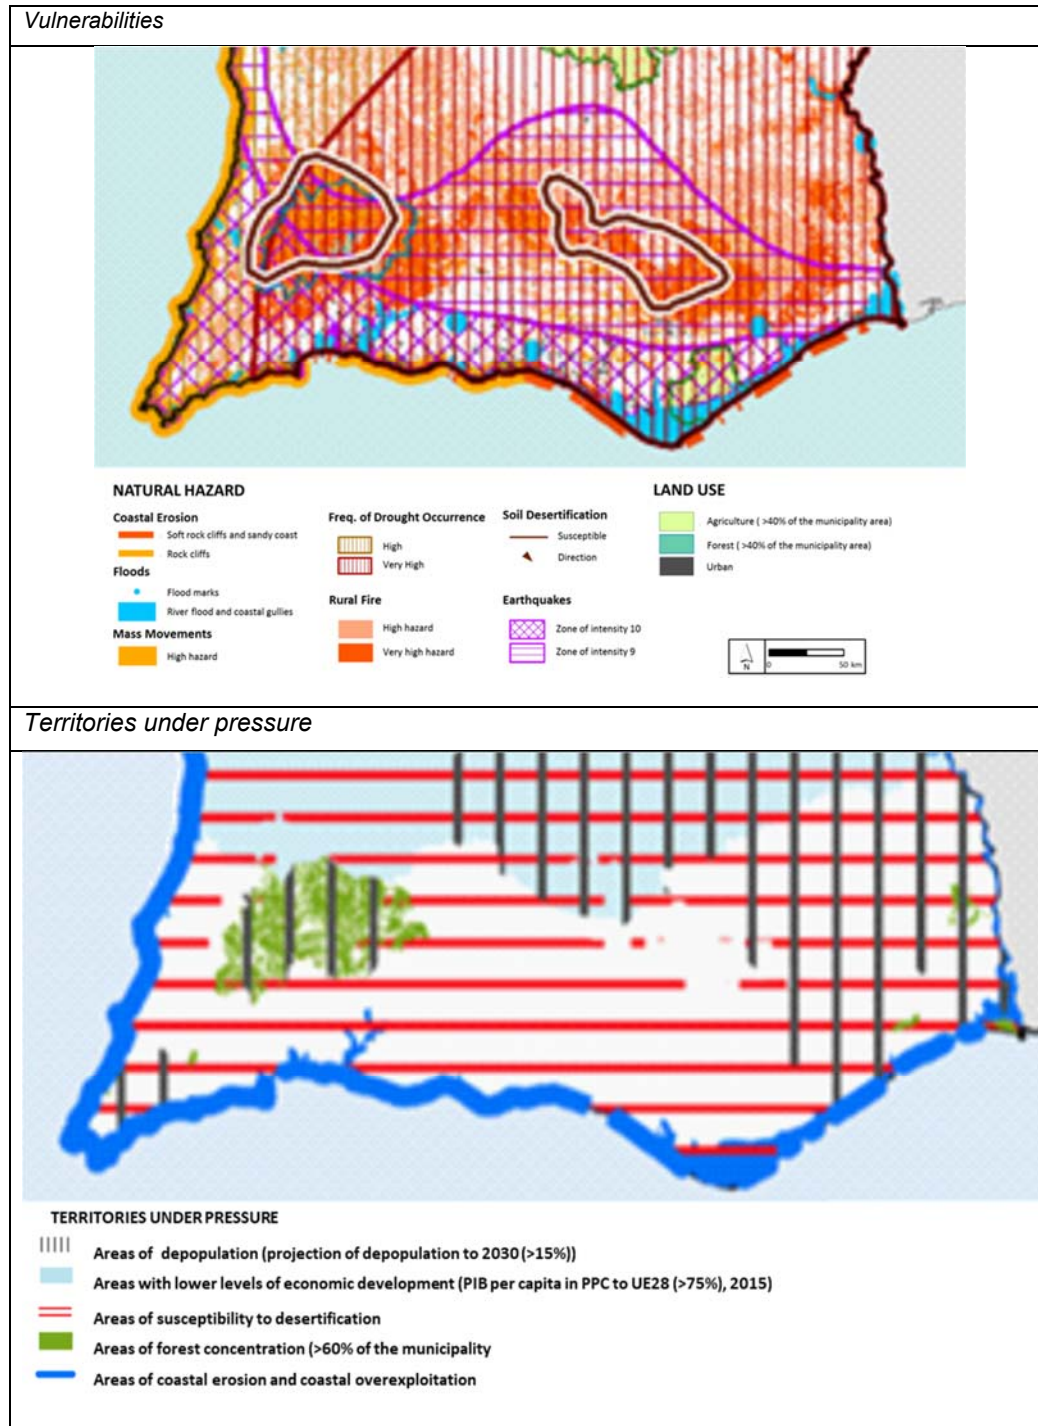 Vulnerabilities
NATURAL HAZARD
Coastal Erosion
Soft rock cliffs and sandy coast
Rock cliffs
Floods
Flood marks
River flood and coastal gullies
Mass Movements
High hazard
Freq. of Drought Occurrence
High
Very High
Rural Fire
High hazard
Very high hazard
Soil Desertification
Susceptible
Direction
Earthquakes
Zone of intensity 10
Zone of intensity 9
LAND USE
Agriculture ( >40% of the municipality area)
Forest ( >40% of the municipality area)
Urban
N
0 50 km
Territories under pressure
TERRITORIES UNDER PRESSURE
Areas of depopulation (projection of depopulation to 2030 (>15%))
Areas with lower levels of economic development (PIB per capita in PPC to UE28 (>75%), 2015)
Areas of susceptibility to desertification
Areas of forest concentration (>60% of the municipality
Areas of coastal erosion and coastal overexploitation